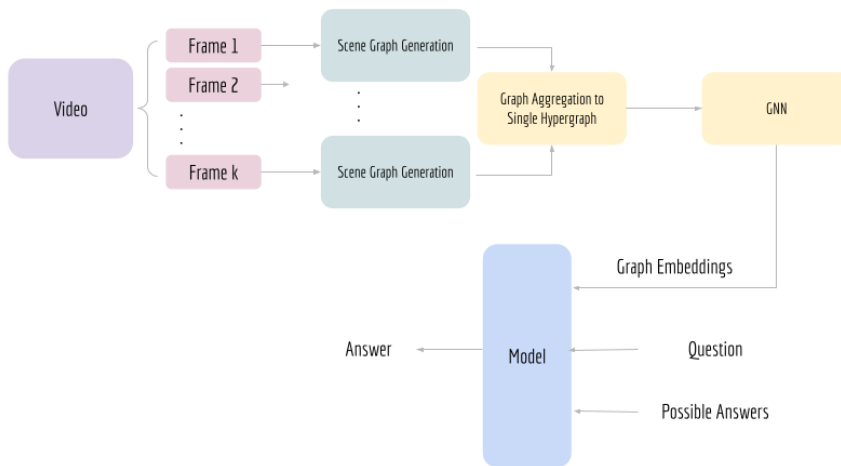 Video
Frame 1
Frame 2
Frame k
Scene Graph Generation
Scene Graph Generation
Graph Aggregation to
Single Hypergraph
GNN
Graph Embeddings
Answer
Model
Question
Possible Answers